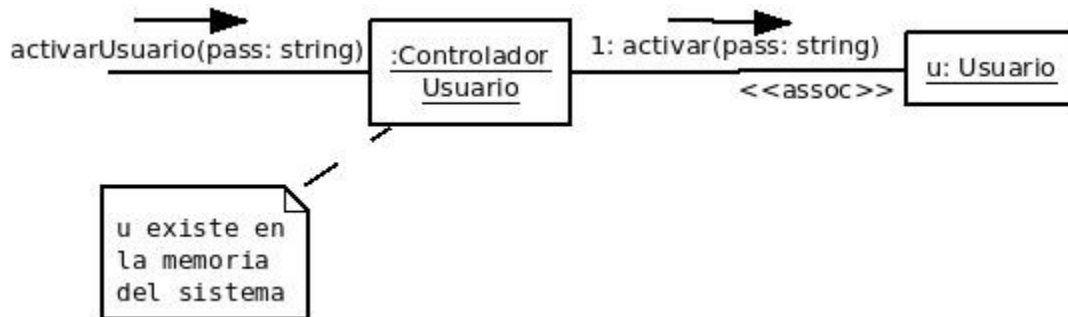 activarUsuario(pass: string)
:Controlador
Usuario
1: activar(pass: string)
<<assoc>>
u: Usuario
u existe en
la memoria
del sistema